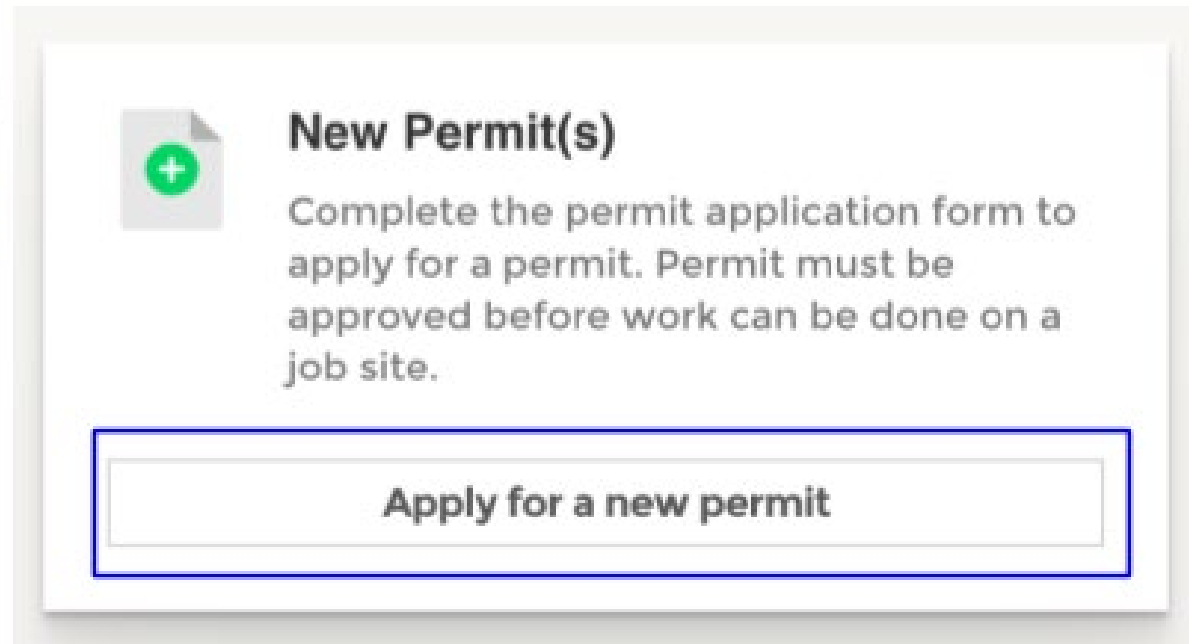 New Permit(s)
Complete the permit application form to
apply for a permit. Permit must be
approved before work can be done on a
job site.
Apply for a new permit